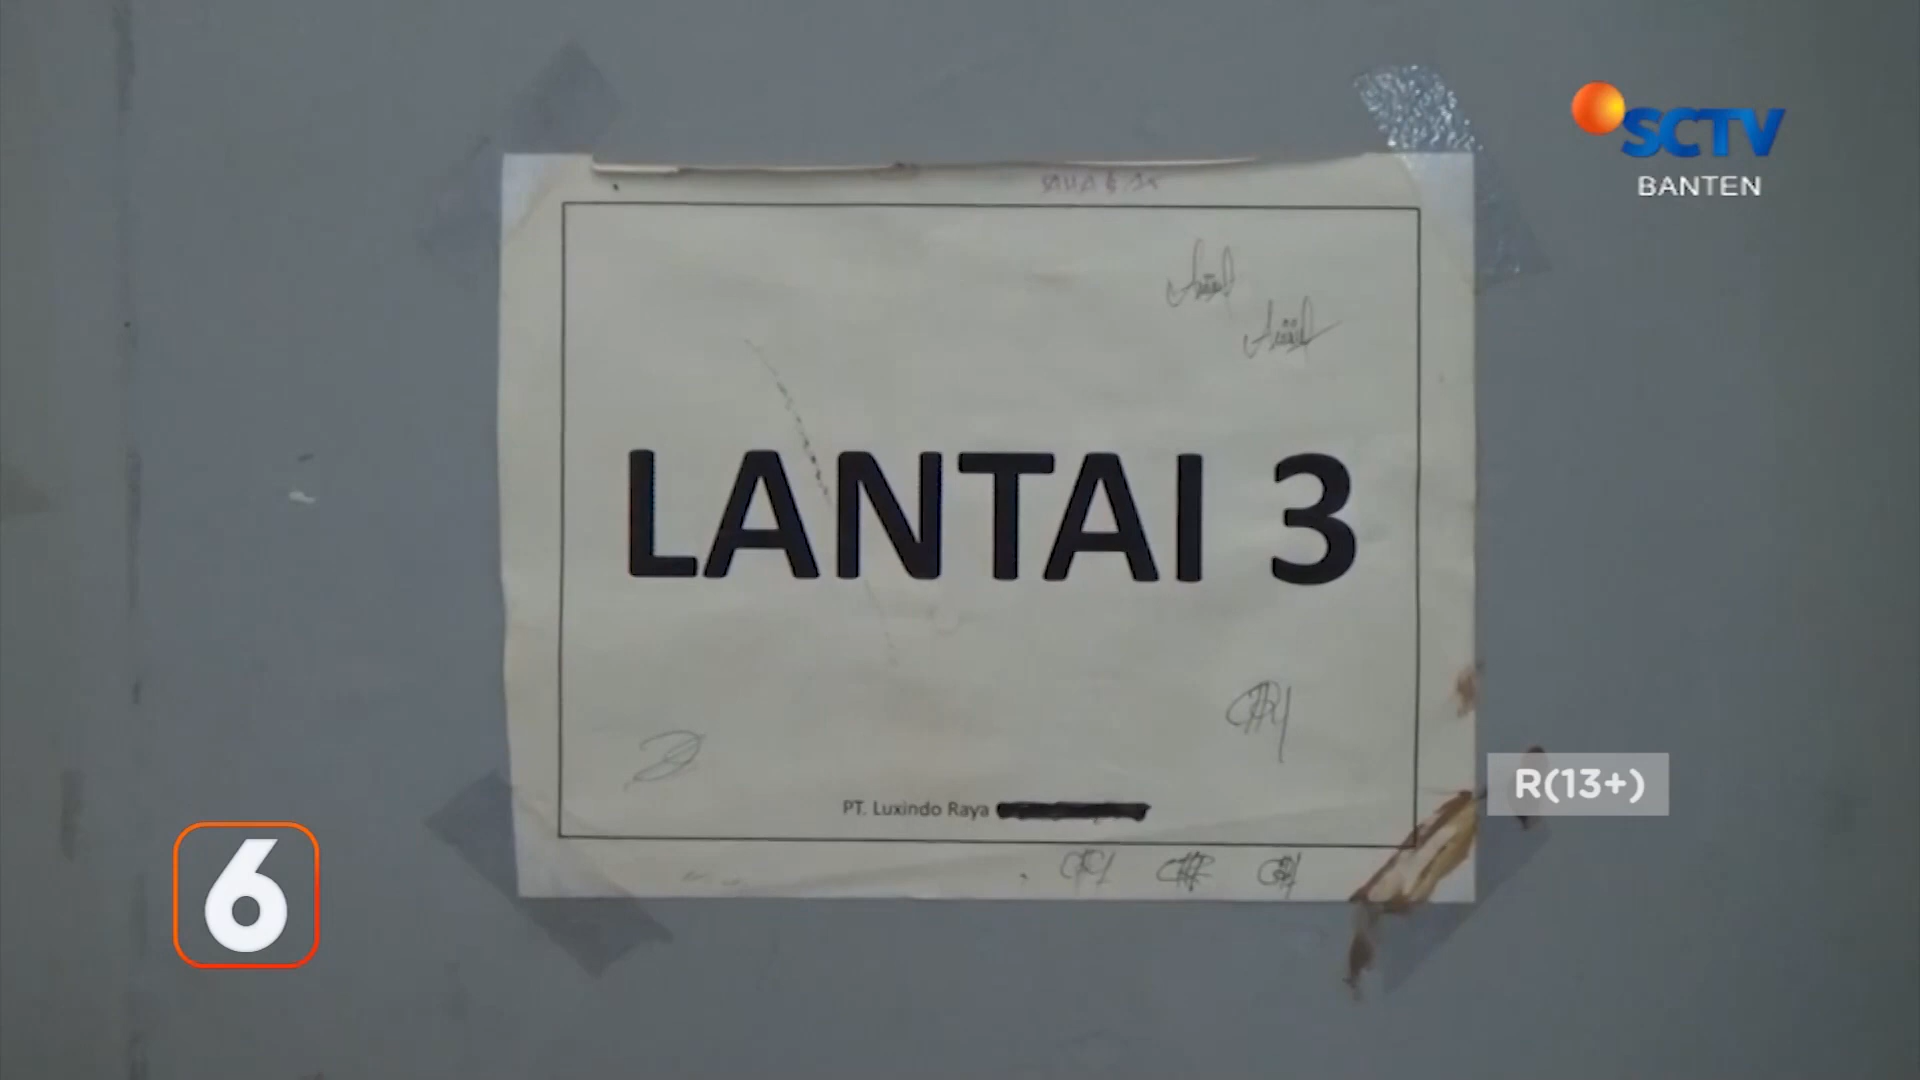 SCTV
BANTEN
LANTAI 3
R(13+)
PT. Luxindo Raya
6